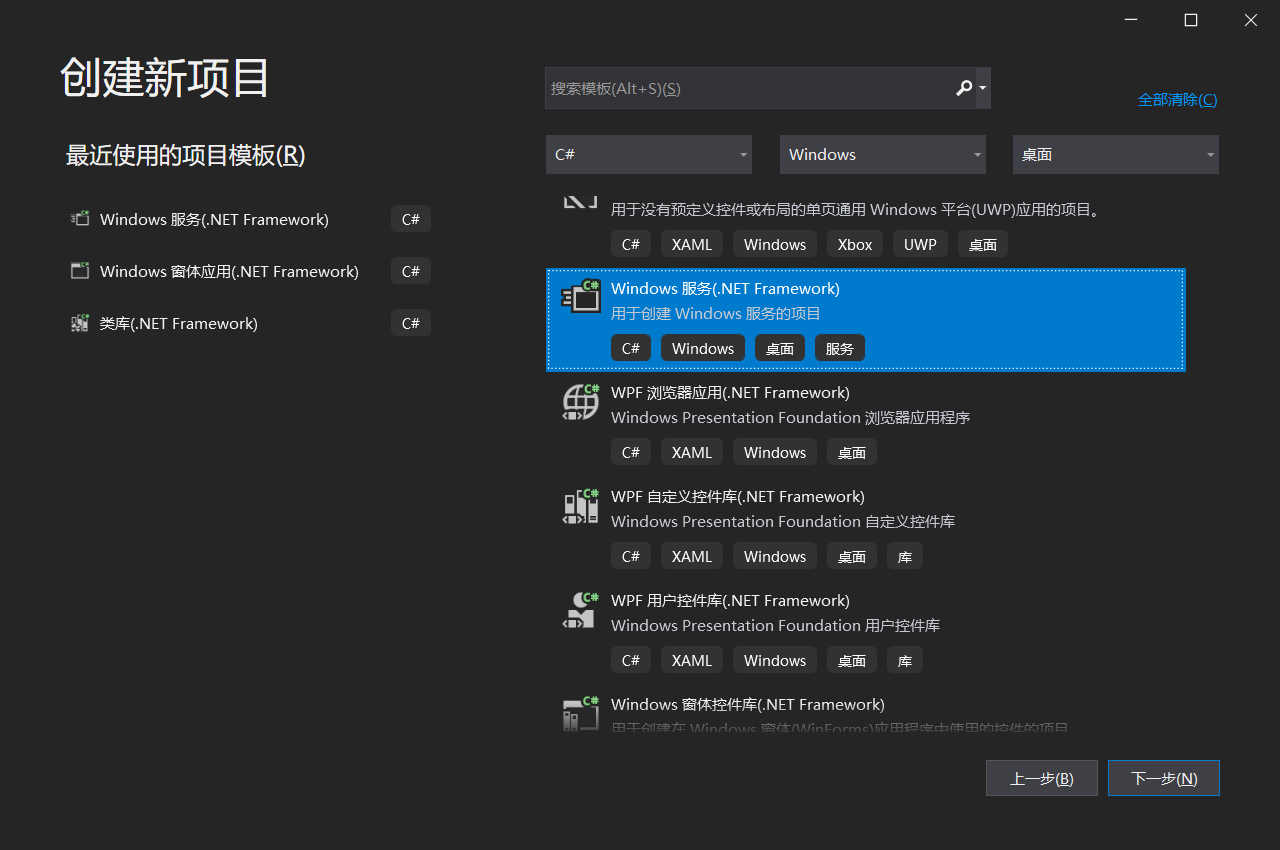 创建新项目
搜索模板(Alt+S)(S)
全部清除(C)
最近使用的项目模板(R)
C#
Windows
桌面
Windows 服务(.NET Framework)
C#
Windows 窗体应用(.NET Framework)
C#
类库(.NET Framework)
C#
用于没有预定义控件或布局的单页通用 Windows 平台(UWP)应用的项目。
C# XAML Windows Xbox UWP 桌面
C#
Windows 服务(.NET Framework)
用于创建 Windows 服务的项目
C# Windows 桌面 服务
C#
WPF 浏览器应用(.NET Framework)
Windows Presentation Foundation 浏览器应用程序
C# XAML Windows 桌面
C#
WPF 自定义控件库(.NET Framework)
Windows Presentation Foundation 自定义控件库
C# XAML Windows 桌面 库
C#
WPF 用户控件库(.NET Framework)
Windows Presentation Foundation 用户控件库
C# XAML Windows 桌面 库
C#
Windows 窗体控件库(.NET Framework)
用于创建在 Windows 窗体(WinForms)应用程序中使用的控件的项目
上一步(B)
下一步(N)